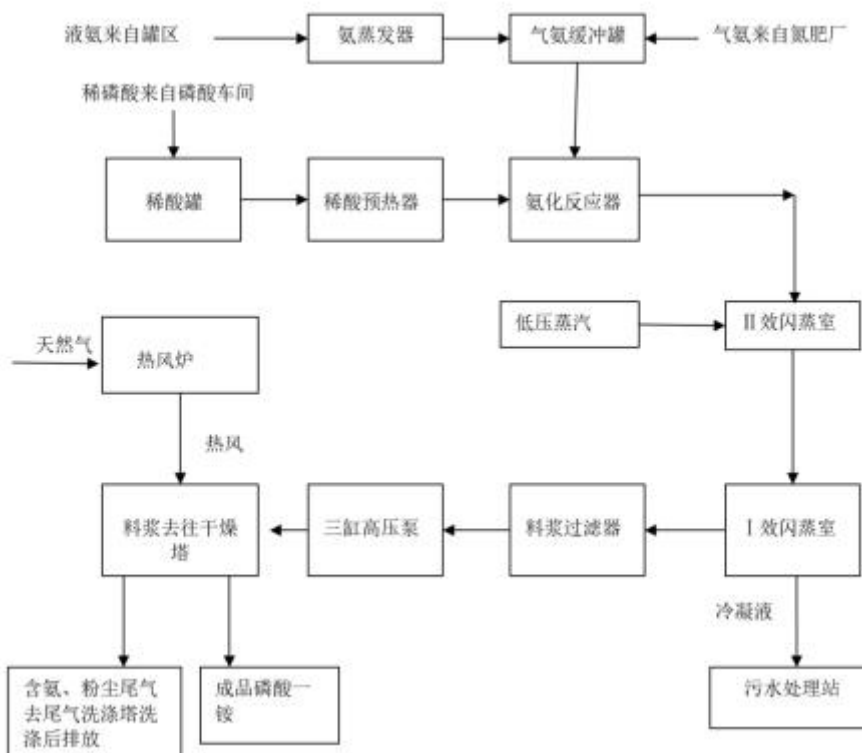 液氨来自罐区
氨蒸发器
气氨缓冲罐
气氨来自氮肥厂
稀磷酸来自磷酸车间
稀酸罐
稀酸预热器
氨化反应器
低压蒸汽
Ⅱ效闪蒸室
天然气
热风炉
热风
料浆去往干燥
塔
三缸高压泵
料浆过滤器
Ⅰ效闪蒸室
冷凝液
含氨、粉尘尾气
去尾气洗涤塔洗
涤后排放
成品磷酸一
铵
污水处理站